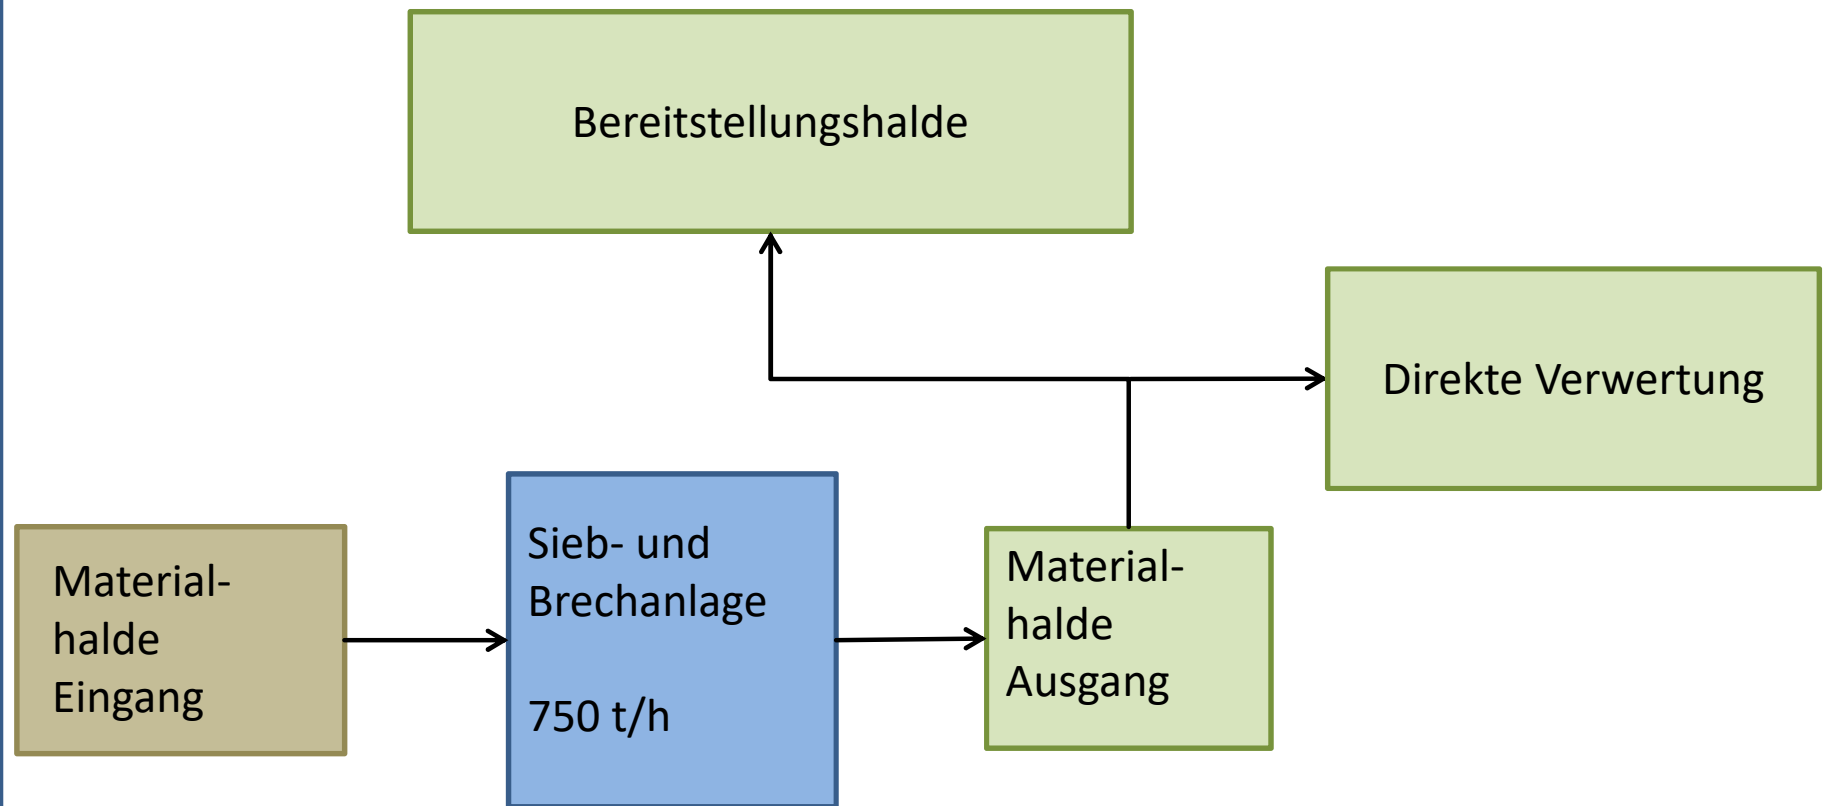 Bereitstellungshalde
Direkte Verwertung
Material-
halde
Eingang
Sieb- und
Brechanlage
750 t/h
Material-
halde
Ausgang